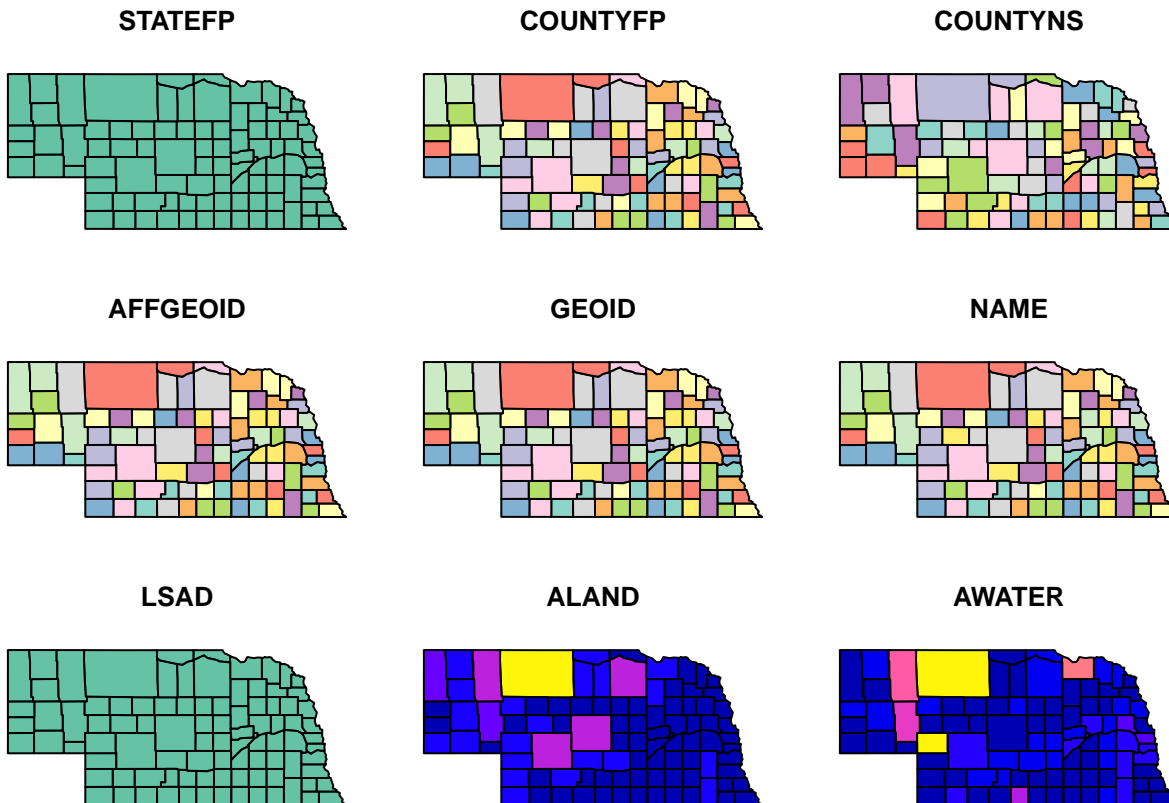 STATEFP
COUNTYFP
COUNTYNS
AFFGEOID
GEOID
NAME
LSAD
ALAND
AWATER